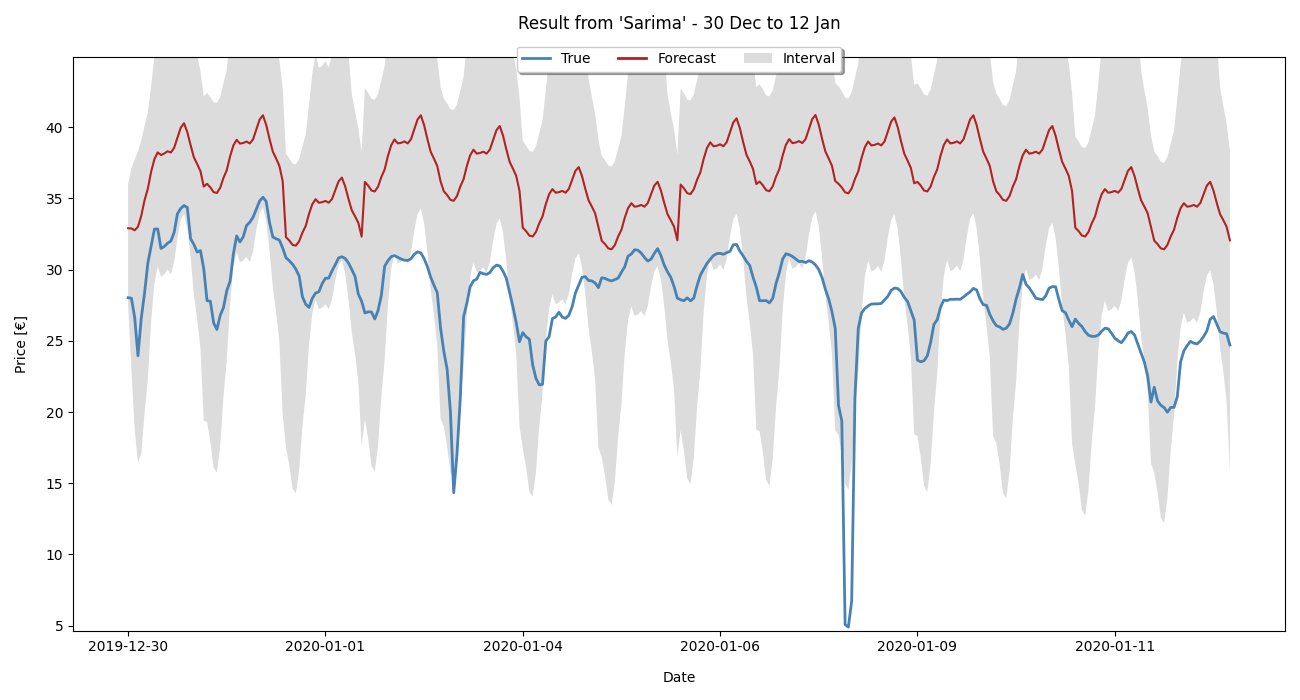 Result from 'Sarima' - 30 Dec to 12 Jan
True Forecast Interval
Price [€]
40
35
30
25
20
15
10
5
2019-12-30 2020-01-01 2020-01-04 2020-01-06 2020-01-09 2020-01-11
Date